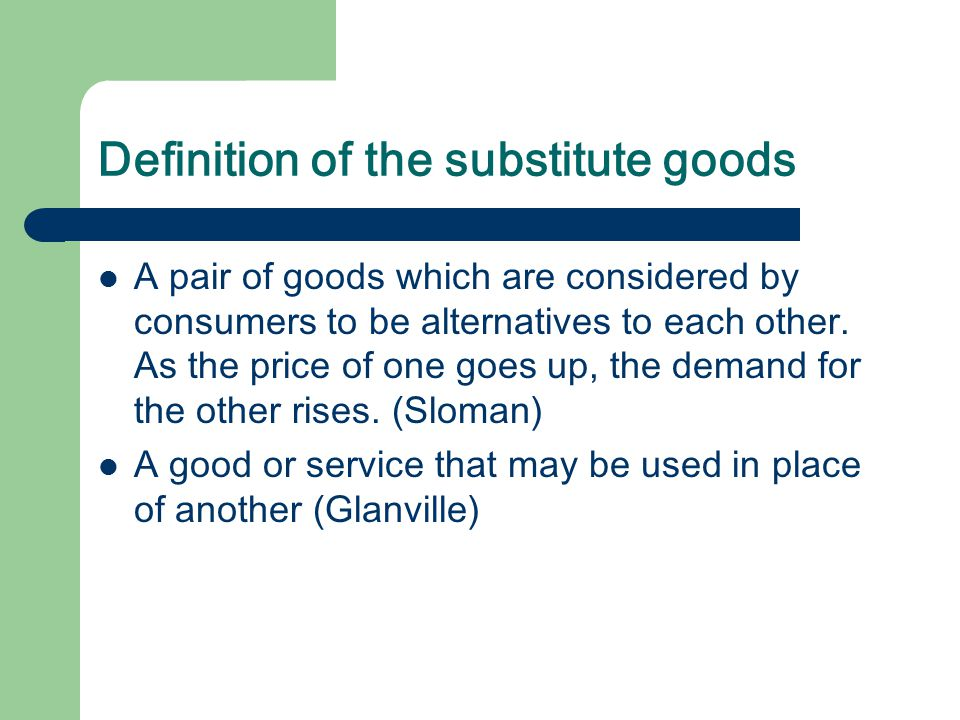 Definition of the substitute goods
A pair of goods which are considered by
consumers to be alternatives to each other.
As the price of one goes up, the demand for
the other rises. (Sloman)
A good or service that may be used in place
of another (Glanville)